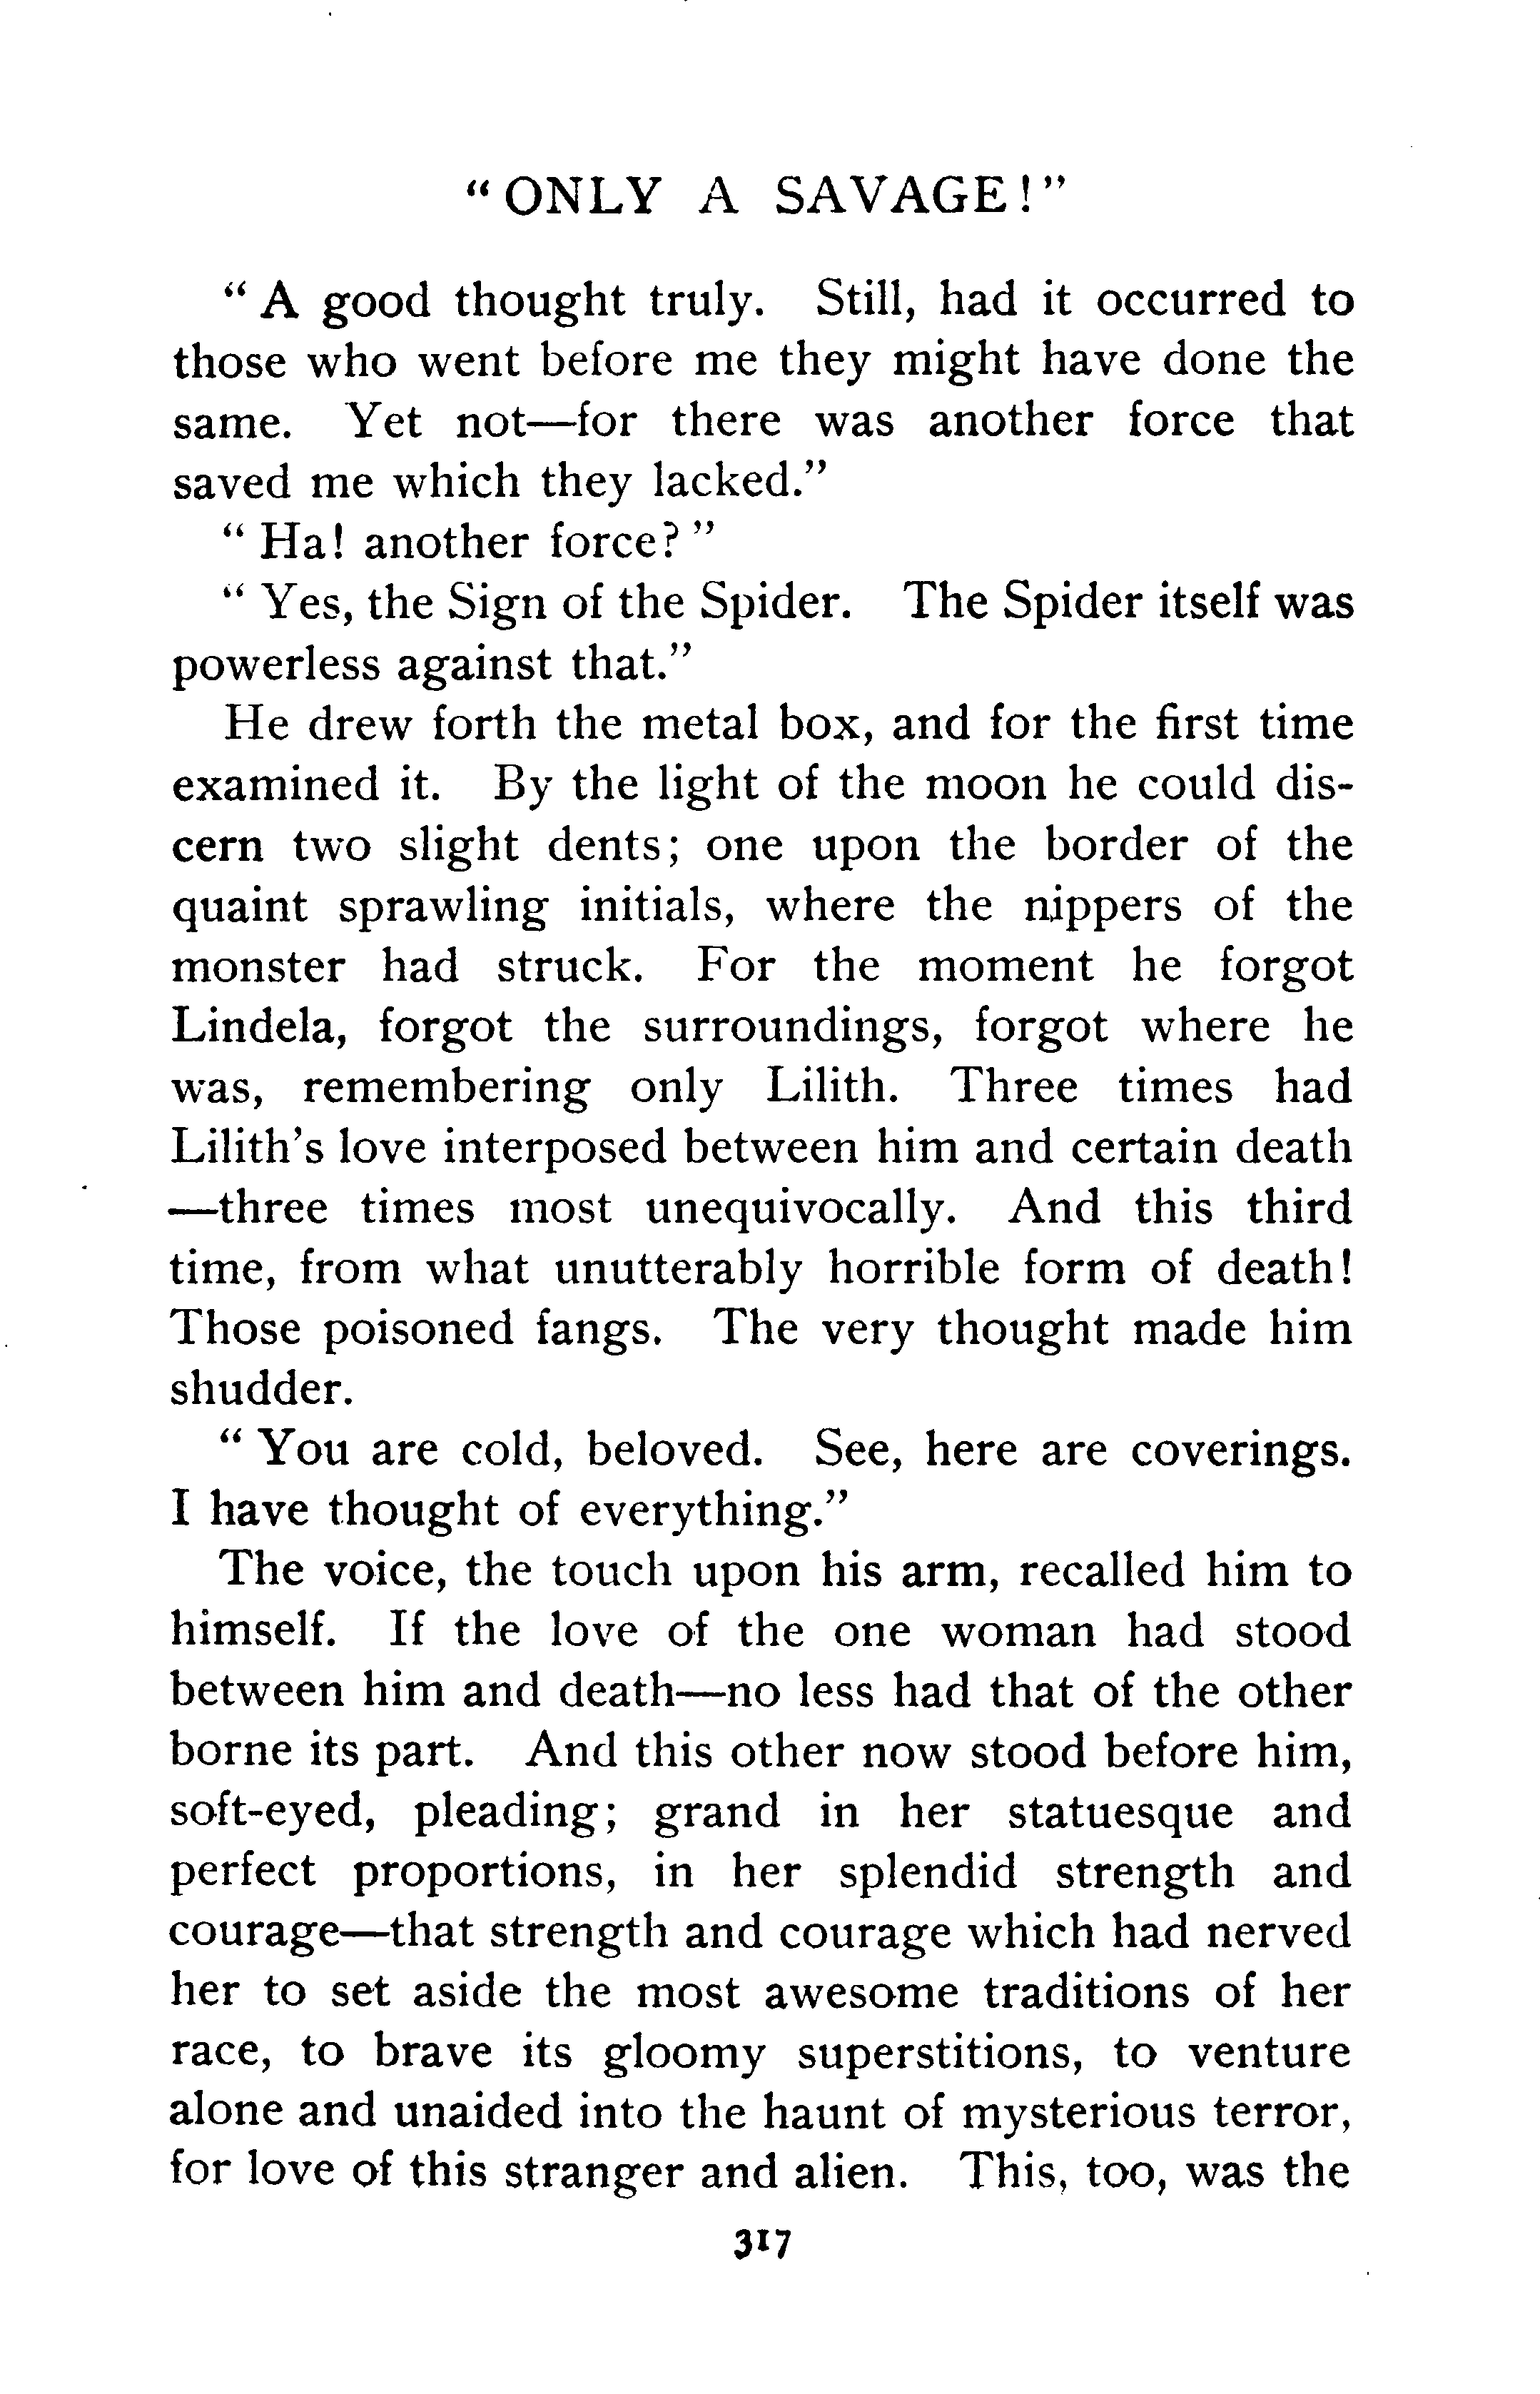 “ONLY A SAVAGE!”
“A good thought truly. Still, had it occurred to
those who went before me they might have done the
same. Yet not—for there was another force that
saved me which they lacked.”
“Ha! another force?”
“Yes, the Sign of the Spider. The Spider itself was
powerless against that.”
He drew forth the metal box, and for the first time
examined it. By the light of the moon he could dis-
cern two slight dents; one upon the border of the
quaint sprawling initials, where the nippers of the
monster had struck. For the moment he forgot
Lindela, forgot the surroundings, forgot where he
was, remembering only Lilith. Three times had
Lilith’s love interposed between him and certain death
—three times most unequivocally. And this third
time, from what unutterably horrible form of death!
Those poisoned fangs. The very thought made him
shudder.
“You are cold, beloved. See, here are coverings.
I have thought of everything.”
The voice, the touch upon his arm, recalled him to
himself. If the love of the one woman had stood
between him and death—no less had that of the other
borne its part. And this other now stood before him,
soft-eyed, pleading; grand in her statuesque and
perfect proportions, in her splendid strength and
courage—that strength and courage which had nerved
her to set aside the most awesome traditions of her
race, to brave its gloomy superstitions, to venture
alone and unaided into the haunt of mysterious terror,
for love of this stranger and alien. This, too, was the
317